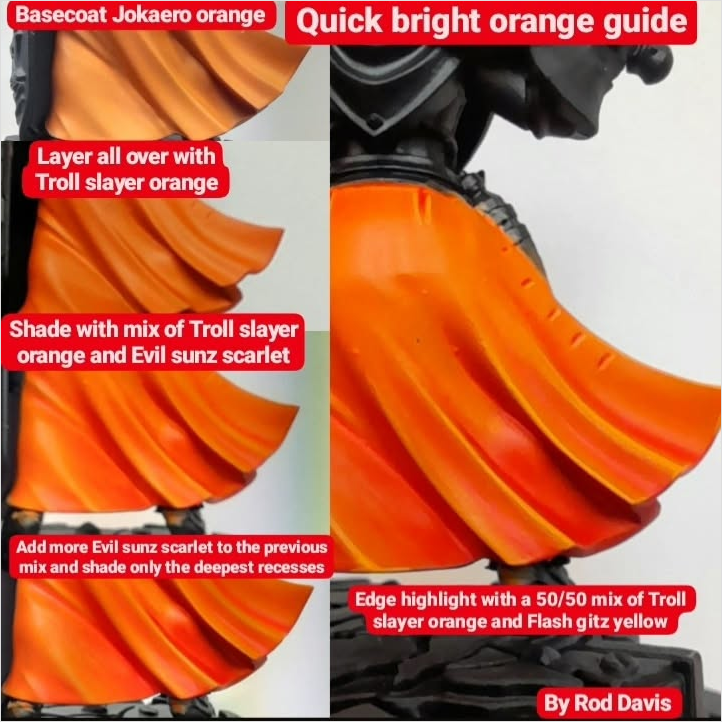 Basecoat Jokaero orange
Quick bright orange guide
Layer all over with
Troll slayer orange
Shade with mix of Troll slayer
orange and Evil sunz scarlet
Add more Evil sunz scarlet to the previous
mix and shade only the deepest recesses
Edge highlight with a 50/50 mix of Troll
slayer orange and Flash gitz yellow
By Rod Davis